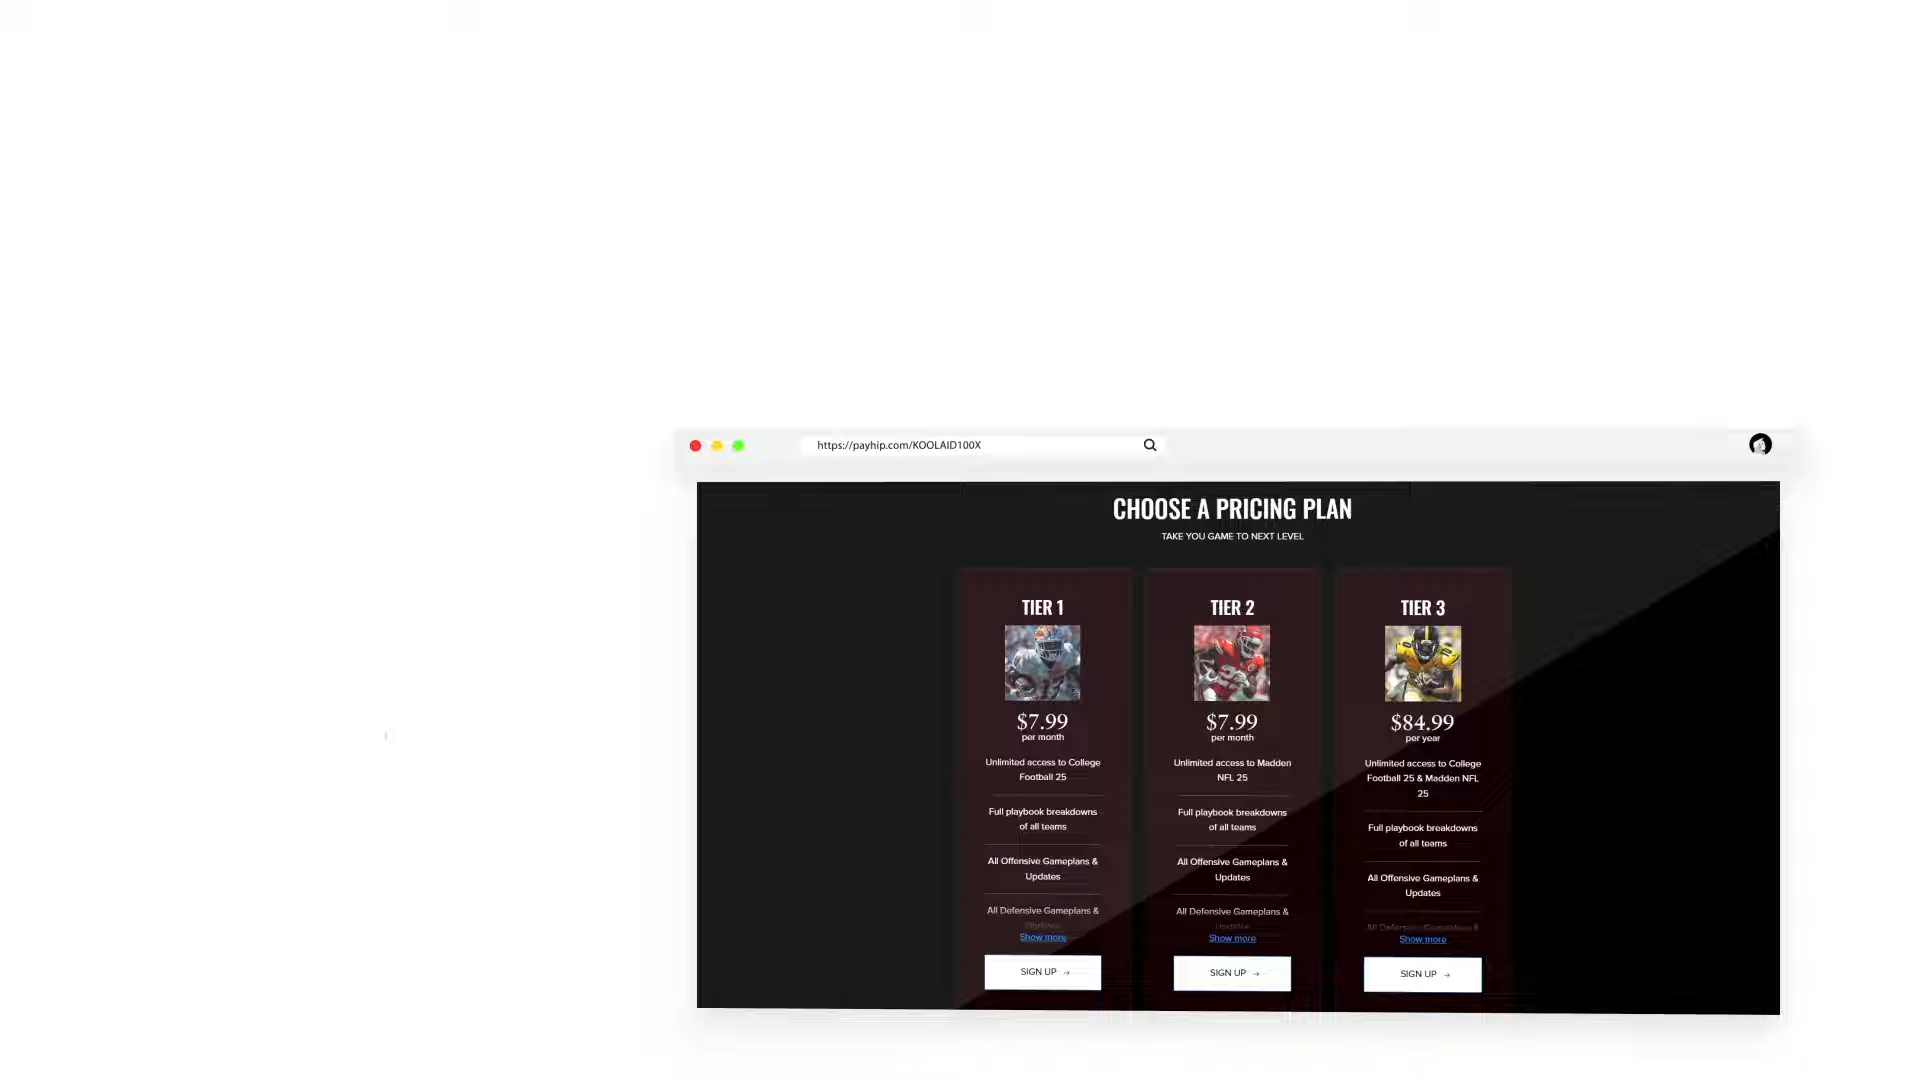 https://payhip.com/KOOLAID100X
CHOOSE A PRICING PLAN
TAKE YOU GAME TO NEXT LEVEL
TIER 1
$7.99
per month
Unlimited access to College
Football 25
Full playbook breakdowns
of all teams
All Offensive Gameplans &
Updates
All Defensive Gameplans &
Updates
Show more
SIGN UP →
TIER 2
$7.99
per month
Unlimited access to Madden
NFL 25
Full playbook breakdowns
of all teams
All Offensive Gameplans &
Updates
All Defensive Gameplans &
Updates
Show more
SIGN UP →
TIER 3
$84.99
per year
Unlimited access to College
Football 25 & Madden NFL
25
Full playbook breakdowns
of all teams
All Offensive Gameplans &
Updates
All Defensive Gameplans &
Show more
SIGN UP →